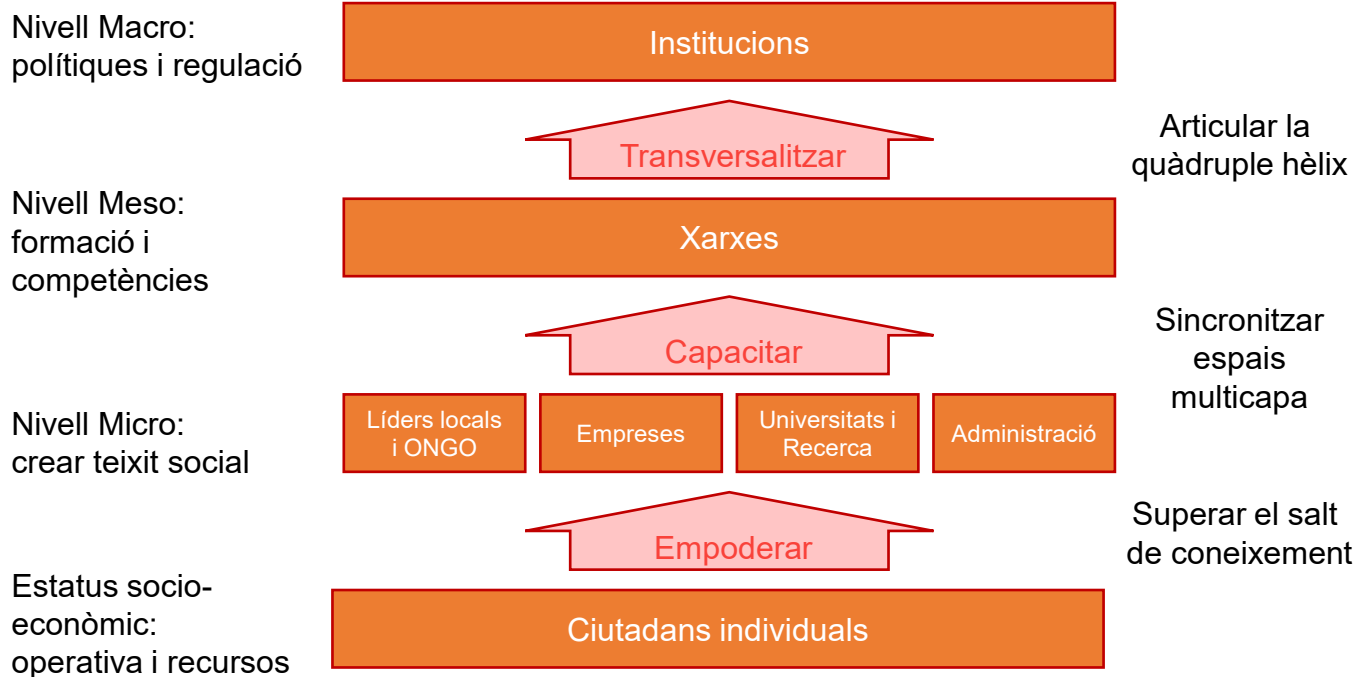 Nivell Macro:
polítiques i regulació
Institucions
Transversalitzar
Articular la
quàdruple hèlix
Nivell Meso:
formació i
competències
Xarxes
Capacitar
Sincronitzar
espais
multicapa
Nivell Micro:
crear teixit social
Líders locals
i ONGO
Empreses
Universitats i
Recerca
Administració
Empoderar
Superar el salt
de coneixement
Estatus socio-
econòmic:
operativa i recursos
Ciutadans individuals